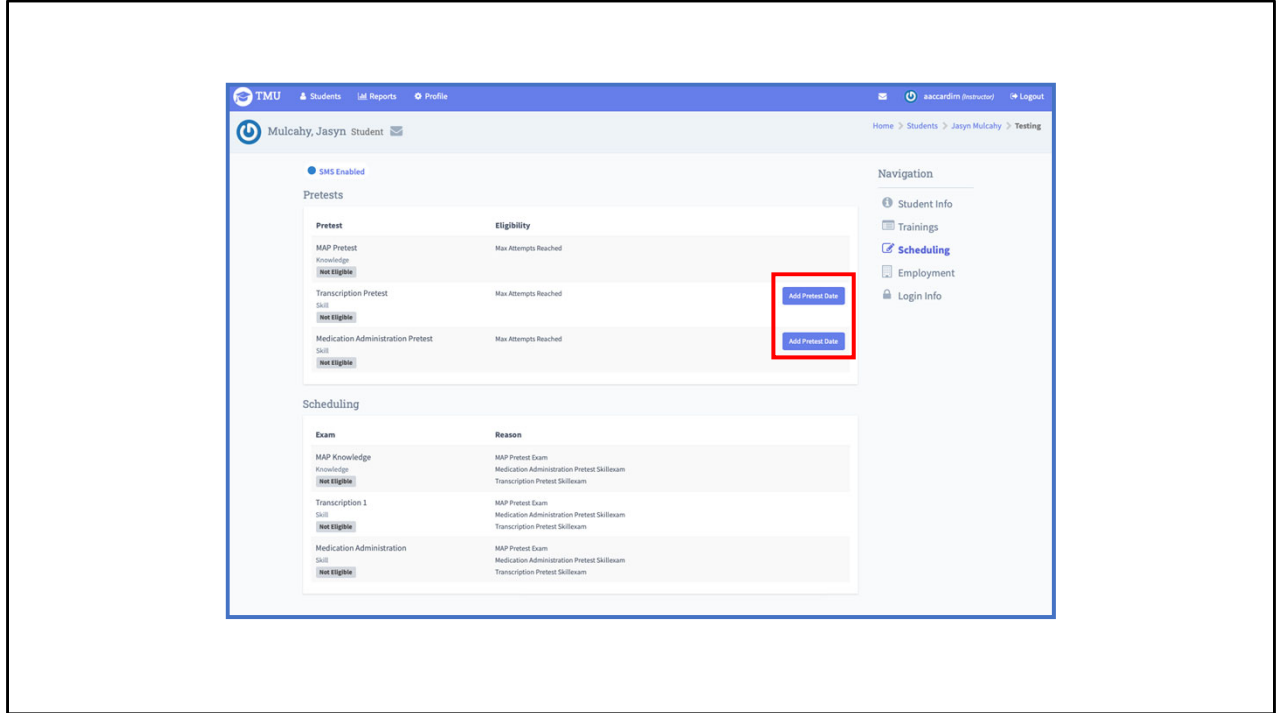 TMU Students Reports Profile aaccardim (Instructor) Logout
Mulcahy, Jasyn Student Home > Students > Jasyn Mulcahy > Testing
SMS Enabled
Pretests
Pretest Eligibility
MAP Pretest Max Attempts Reached
Knowledge
Not Eligible
Transcription Pretest Max Attempts Reached Add Pretest Date
Skill
Not Eligible
Medication Administration Pretest Max Attempts Reached Add Pretest Date
Skill
Not Eligible
Scheduling
Exam Reason
MAP Knowledge MAP Pretest Exam
Knowledge Medication Administration Pretest Skillexam
Not Eligible Transcription Pretest Skillexam
Transcription 1 MAP Pretest Exam
Skill Medication Administration Pretest Skillexam
Not Eligible Transcription Pretest Skillexam
Medication Administration MAP Pretest Exam
Skill Medication Administration Pretest Skillexam
Not Eligible Transcription Pretest Skillexam
Navigation
Student Info
Trainings
Scheduling
Employment
Login Info